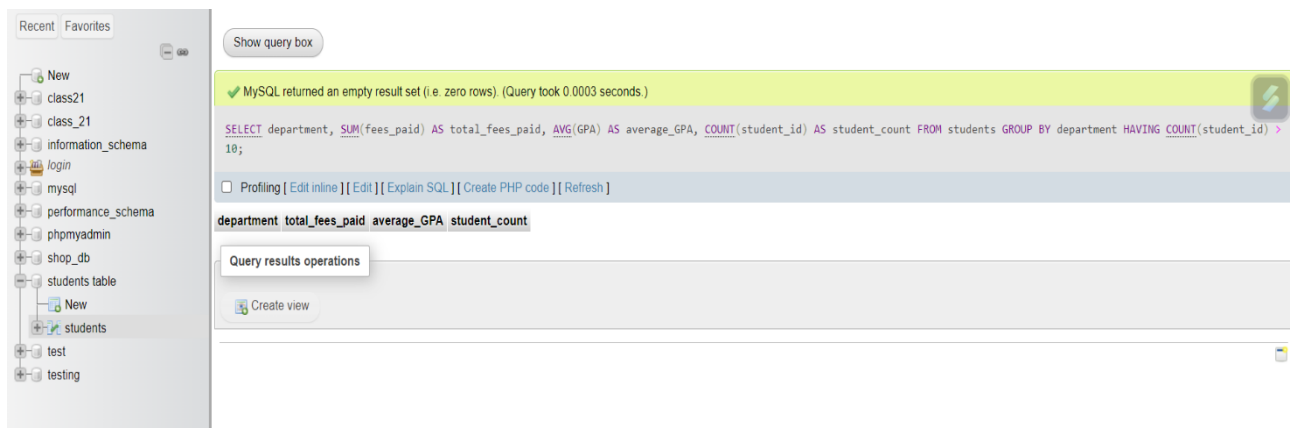 Recent Favorites
New
class21
class_21
information_schema
login
mysql
performance_schema
phpmyadmin
shop_db
students table
New
students
test
testing
Show query box
MySQL returned an empty result set (i.e. zero rows). (Query took 0.0003 seconds.)
SELECT department, SUM(fees_paid) AS total_fees_paid, AVG(GPA) AS average_GPA, COUNT(student_id) AS student_count FROM students GROUP BY department HAVING COUNT(student_id) >
10;
Profiling [ Edit inline ] [ Edit ] [ Explain SQL ] [ Create PHP code ] [ Refresh ]
department total_fees_paid average_GPA student_count
Query results operations
Create view